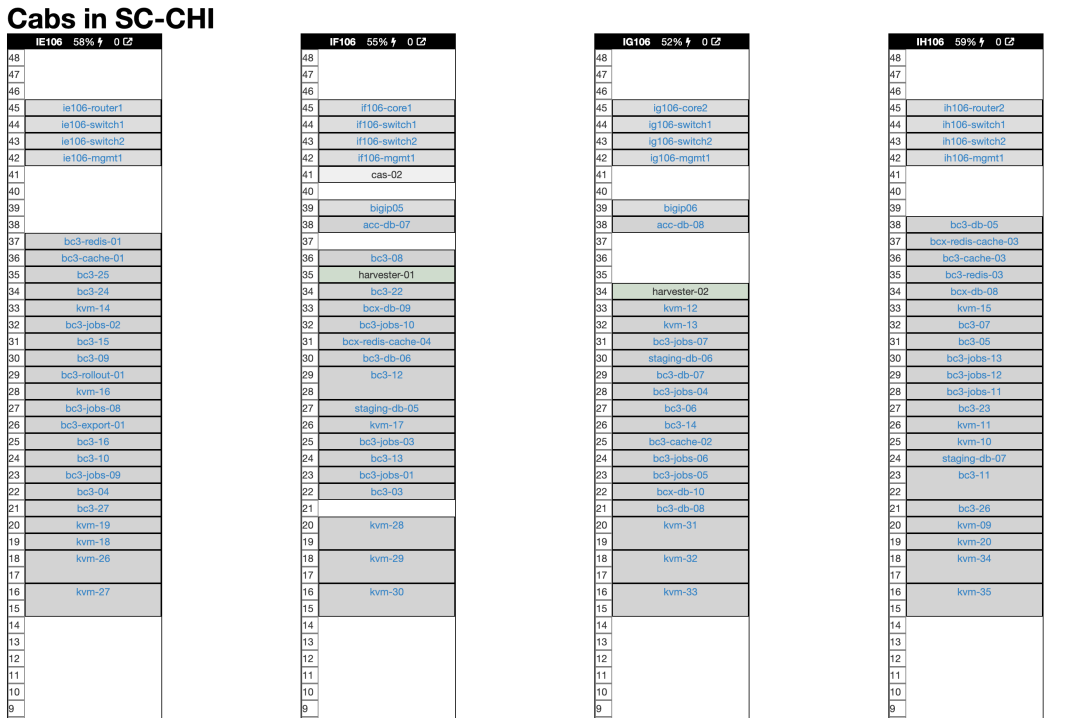 Cabs in SC-CHI
IE106 58% 0
48
47
46
45 ie106-router1
44 ie106-switch1
43 ie106-switch2
42 ie106-mgmt1
41
40
39
38
37 bc3-redis-01
36 bc3-cache-01
35 bc3-25
34 bc3-24
33 kvm-14
32 bc3-jobs-02
31 bc3-15
30 bc3-09
29 bc3-rollout-01
28 kvm-16
27 bc3-jobs-08
26 bc3-export-01
25 bc3-16
24 bc3-10
23 bc3-jobs-09
22 bc3-04
21 bc3-27
20 kvm-19
19 kvm-18
18 kvm-26
17
16 kvm-27
15
14
13
12
11
10
9
IF106 55% 0
48
47
46
45 if106-core1
44 if106-switch1
43 if106-switch2
42 if106-mgmt1
41 cas-02
40
39 bigip05
38 acc-db-07
37
36 bc3-08
35 harvester-01
34 bc3-22
33 bcx-db-09
32 bc3-jobs-10
31 bcx-redis-cache-04
30 bc3-db-06
29 bc3-12
28
27 staging-db-05
26 kvm-17
25 bc3-jobs-03
24 bc3-13
23 bc3-jobs-01
22 bc3-03
21
20 kvm-28
19
18 kvm-29
17
16 kvm-30
15
14
13
12
11
10
9
IG106 52% 0
48
47
46
45 ig106-core2
44 ig106-switch1
43 ig106-switch2
42 ig106-mgmt1
41
40
39 bigip06
38 acc-db-08
37
36
35
34 harvester-02
33 kvm-12
32 kvm-13
31 bc3-jobs-07
30 staging-db-06
29 bc3-db-07
28 bc3-jobs-04
27 bc3-06
26 bc3-14
25 bc3-cache-02
24 bc3-jobs-06
23 bc3-jobs-05
22 bcx-db-10
21 bc3-db-08
20 kvm-31
19
18 kvm-32
17
16 kvm-33
15
14
13
12
11
10
9
IH106 59% 0
48
47
46
45 ih106-router2
44 ih106-switch1
43 ih106-switch2
42 ih106-mgmt1
41
40
39
38 bc3-db-05
37 bcx-redis-cache-03
36 bc3-cache-03
35 bc3-redis-03
34 bcx-db-08
33 kvm-15
32 bc3-07
31 bc3-05
30 bc3-jobs-13
29 bc3-jobs-12
28 bc3-jobs-11
27 bc3-23
26 kvm-11
25 kvm-10
24 staging-db-07
23 bc3-11
22
21 bc3-26
20 kvm-09
19 kvm-20
18 kvm-34
17
16 kvm-35
15
14
13
12
11
10
9